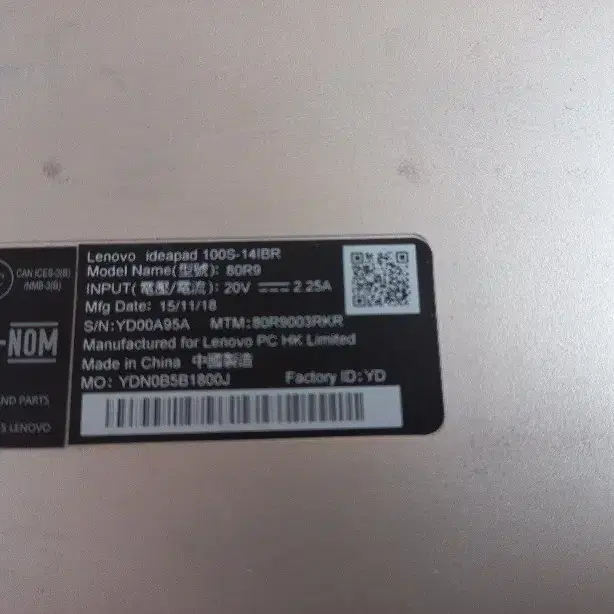 CAN ICES-3(B)
/NMB-3(B)
NOM
ND PARTS
S LENOVO
Lenovo ideapad 100S-14IBR
Model Name(型號): 80R9
INPUT(電壓/電流): 20V ⎓ 2.25A
Mfg Date: 15/11/18
S/N:YD00A95A MTM:80R9003RKR
Manufactured for Lenovo PC HK Limited
Made in China 中國製造
MO: YDN0B5B1800J Factory ID:YD